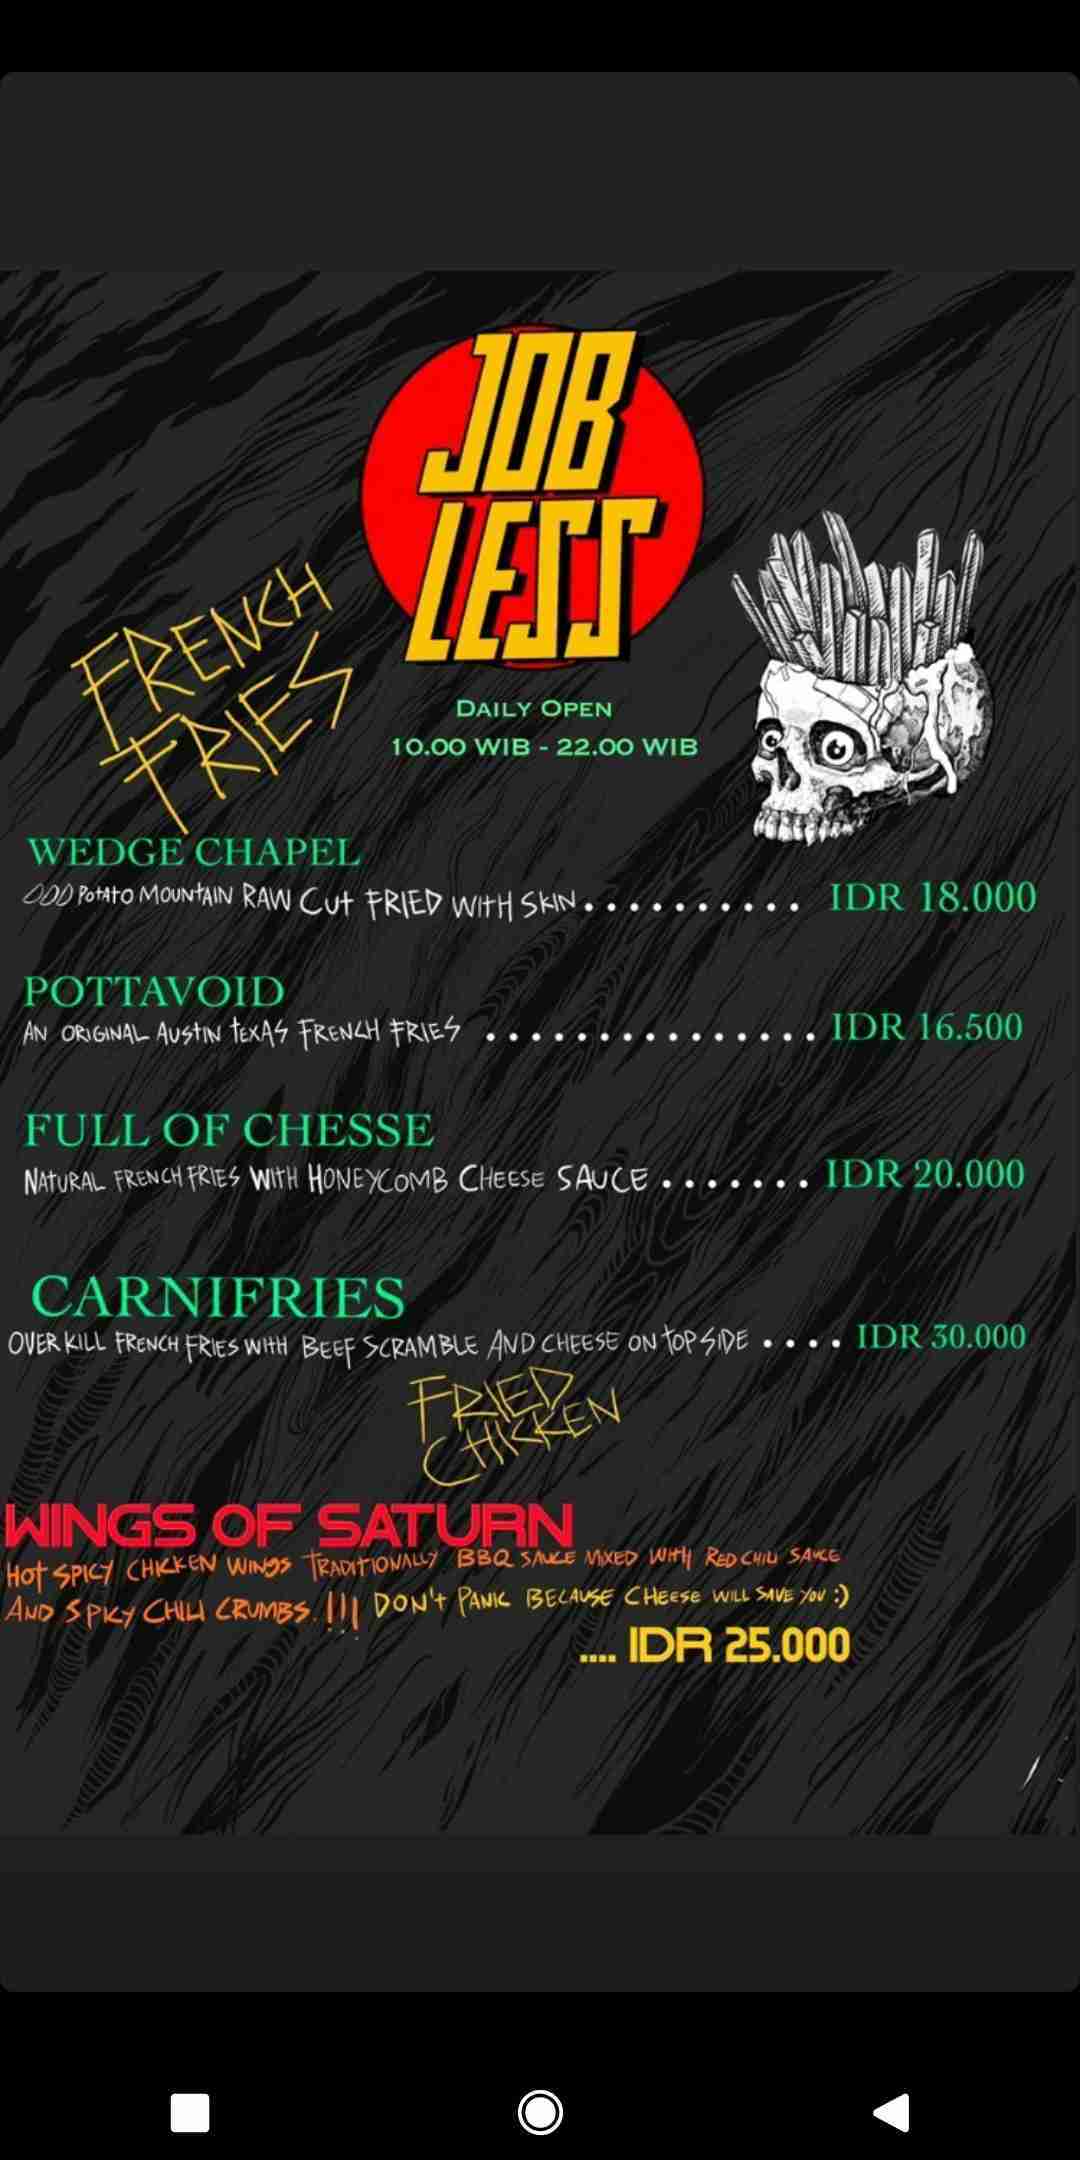 JOB
LESS
FRENCH
FRIES
DAILY OPEN
10.00 WIB - 22.00 WIB
WEDGE CHAPEL
ODD POTATO MOUNTAIN RAW CUT FRIED WITH SKIN.......... IDR 18.000
POTTAVOID
AN ORIGINAL AUSTIN TEXAS FRENCH FRIES ............... IDR 16.500
FULL OF CHESSE
NATURAL FRENCH FRIES WITH HONEYCOMB CHEESE SAUCE ....... IDR 20.000
CARNIFRIES
OVERKILL FRENCH FRIES WITH BEEF SCRAMBLE AND CHEESE ON TOP SIDE .... IDR 30.000
FRIED
CHICKEN
WINGS OF SATURN
HOT SPICY CHICKEN WINGS TRADITIONALLY BBQ SAUCE MIXED WITH RED CHILI SAUCE
AND SPICY CHILI CRUMBS.!!! DON'T PANIC BECAUSE CHEESE WILL SAVE YOU :)
.... IDR 25.000